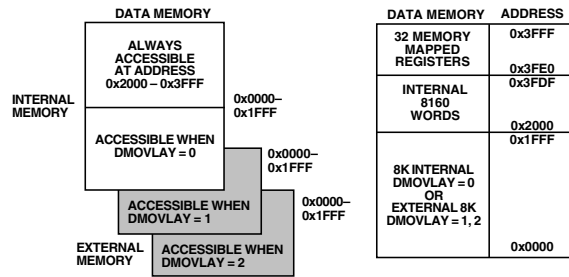 DATA MEMORY
ALWAYS
ACCESSIBLE
AT ADDRESS
0x2000 – 0x3FFF
INTERNAL
MEMORY
0x0000–
0x1FFF
ACCESSIBLE WHEN
DMOVLAY = 0
0x0000–
0x1FFF
ACCESSIBLE WHEN
DMOVLAY = 1
0x0000–
0x1FFF
EXTERNAL
MEMORY
ACCESSIBLE WHEN
DMOVLAY = 2
DATA MEMORY ADDRESS
32 MEMORY
MAPPED
REGISTERS
0x3FFF
0x3FE0
INTERNAL
8160
WORDS
0x3FDF
0x2000
8K INTERNAL
DMOVLAY = 0
OR
EXTERNAL 8K
DMOVLAY = 1, 2
0x1FFF
0x0000